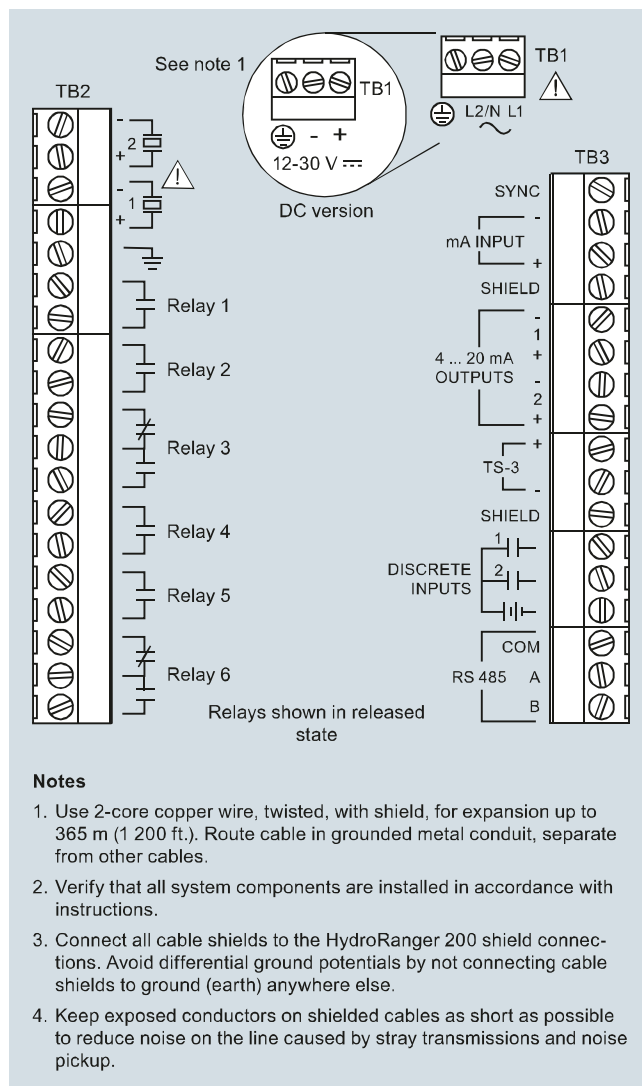 See note 1
TB1
12-30 V
- +
DC version
TB1
L2/N L1
TB2
-
2
+
-
1
+
Relay 1
Relay 2
Relay 3
Relay 4
Relay 5
Relay 6
TB3
SYNC
-
mA INPUT
+
SHIELD
-
1
4 ... 20 mA +
OUTPUTS -
2
+
+
TS-3
-
SHIELD
1
DISCRETE 2
INPUTS
COM
RS 485 A
B
Relays shown in released
state
Notes
1. Use 2-core copper wire, twisted, with shield, for expansion up to
365 m (1 200 ft.). Route cable in grounded metal conduit, separate
from other cables.
2. Verify that all system components are installed in accordance with
instructions.
3. Connect all cable shields to the HydroRanger 200 shield connec-
tions. Avoid differential ground potentials by not connecting cable
shields to ground (earth) anywhere else.
4. Keep exposed conductors on shielded cables as short as possible
to reduce noise on the line caused by stray transmissions and noise
pickup.